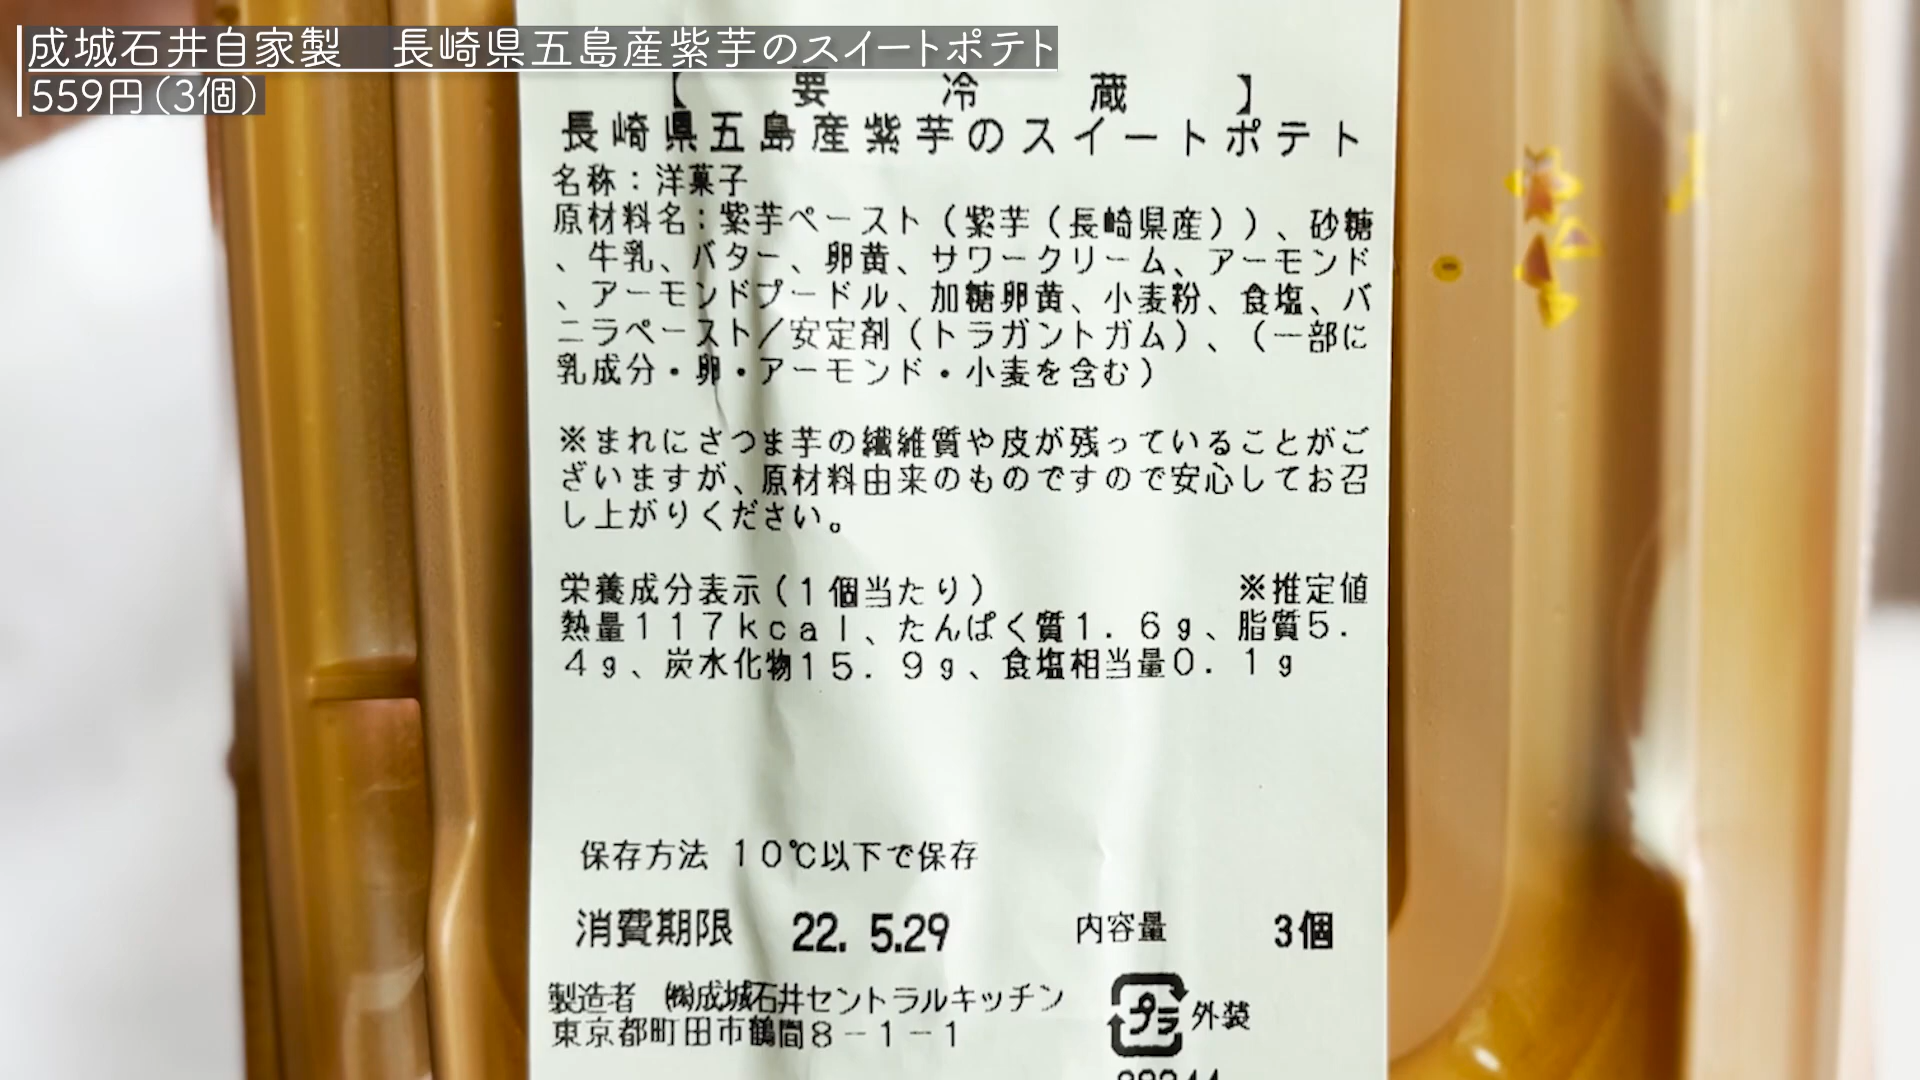 成城石井自家製　長崎県五島産紫芋のスイートポテト
559円(3個)
【 要 冷 蔵 】
長崎県五島産紫芋のスイートポテト
名称：洋菓子
原材料名：紫芋ペースト（紫芋（長崎県産））、砂糖
、牛乳、バター、卵黄、サワークリーム、アーモンド
、アーモンドプードル、加糖卵黄、小麦粉、食塩、バ
ニラペースト／安定剤（トラガントガム）、（一部に
乳成分・卵・アーモンド・小麦を含む）
※まれにさつま芋の繊維質や皮が残っていることがご
ざいますが、原材料由来のものですので安心してお召
し上がりください。
栄養成分表示（１個当たり）　※推定値
熱量１１７ｋｃａｌ、たんぱく質１．６ｇ、脂質５．
４ｇ、炭水化物１５．９ｇ、食塩相当量０．１ｇ
保存方法 １０℃以下で保存
消費期限 22. 5.29 内容量 3個
製造者 ㈱成城石井セントラルキッチン
東京都町田市鶴間８－１－１
プラ 外装